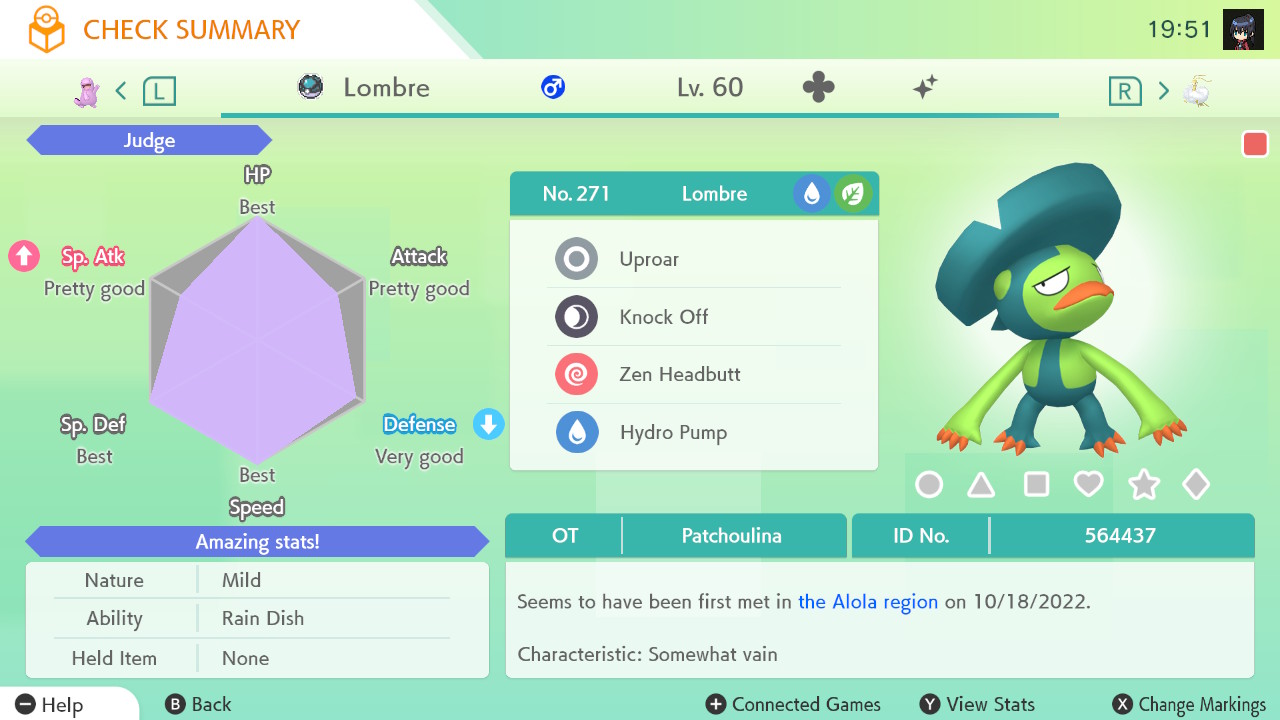 CHECK SUMMARY
19:51
L
Lombre
Lv. 60
R
Judge
HP
Best
Sp. Atk
Pretty good
Attack
Pretty good
Sp. Def
Best
Defense
Very good
Best
Speed
Amazing stats!
Nature Mild
Ability Rain Dish
Held Item None
No. 271 Lombre
Uproar
Knock Off
Zen Headbutt
Hydro Pump
OT Patchoulina ID No. 564437
Seems to have been first met in the Alola region on 10/18/2022.
Characteristic: Somewhat vain
Help
B Back
Connected Games
Y View Stats
X Change Markings